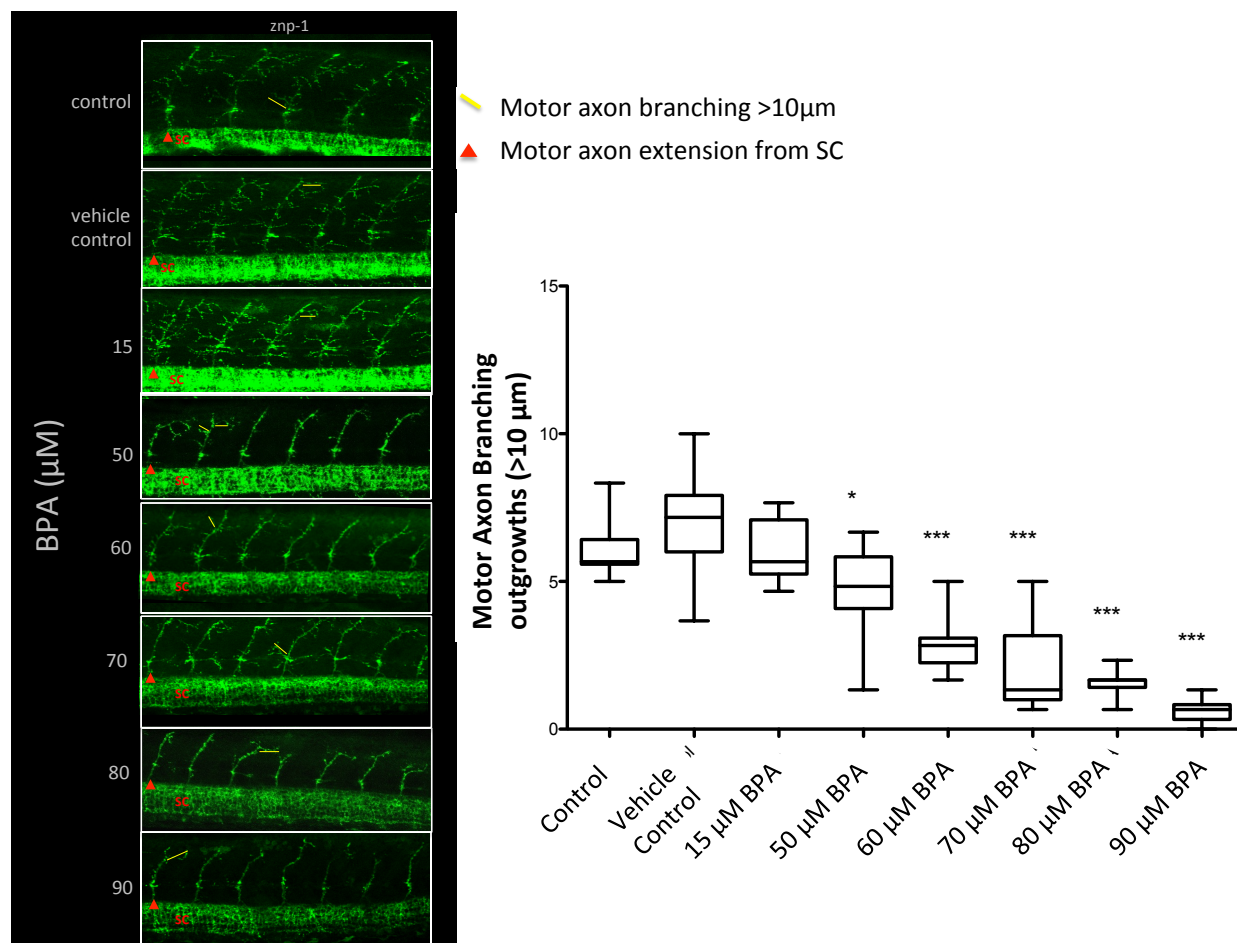 znp-1
control
SC
vehicle
control
SC
15
SC
50
SC
60
SC
70
SC
80
SC
90
SC
BPA (µM)
Motor axon branching >10µm
Motor axon extension from SC
Motor Axon Branching
outgrowths (>10 µm)
15
10
5
0
*
***
***
***
***
Control
Vehicle
Control
15 µM BPA
50 µM BPA
60 µM BPA
70 µM BPA
80 µM BPA
90 µM BPA